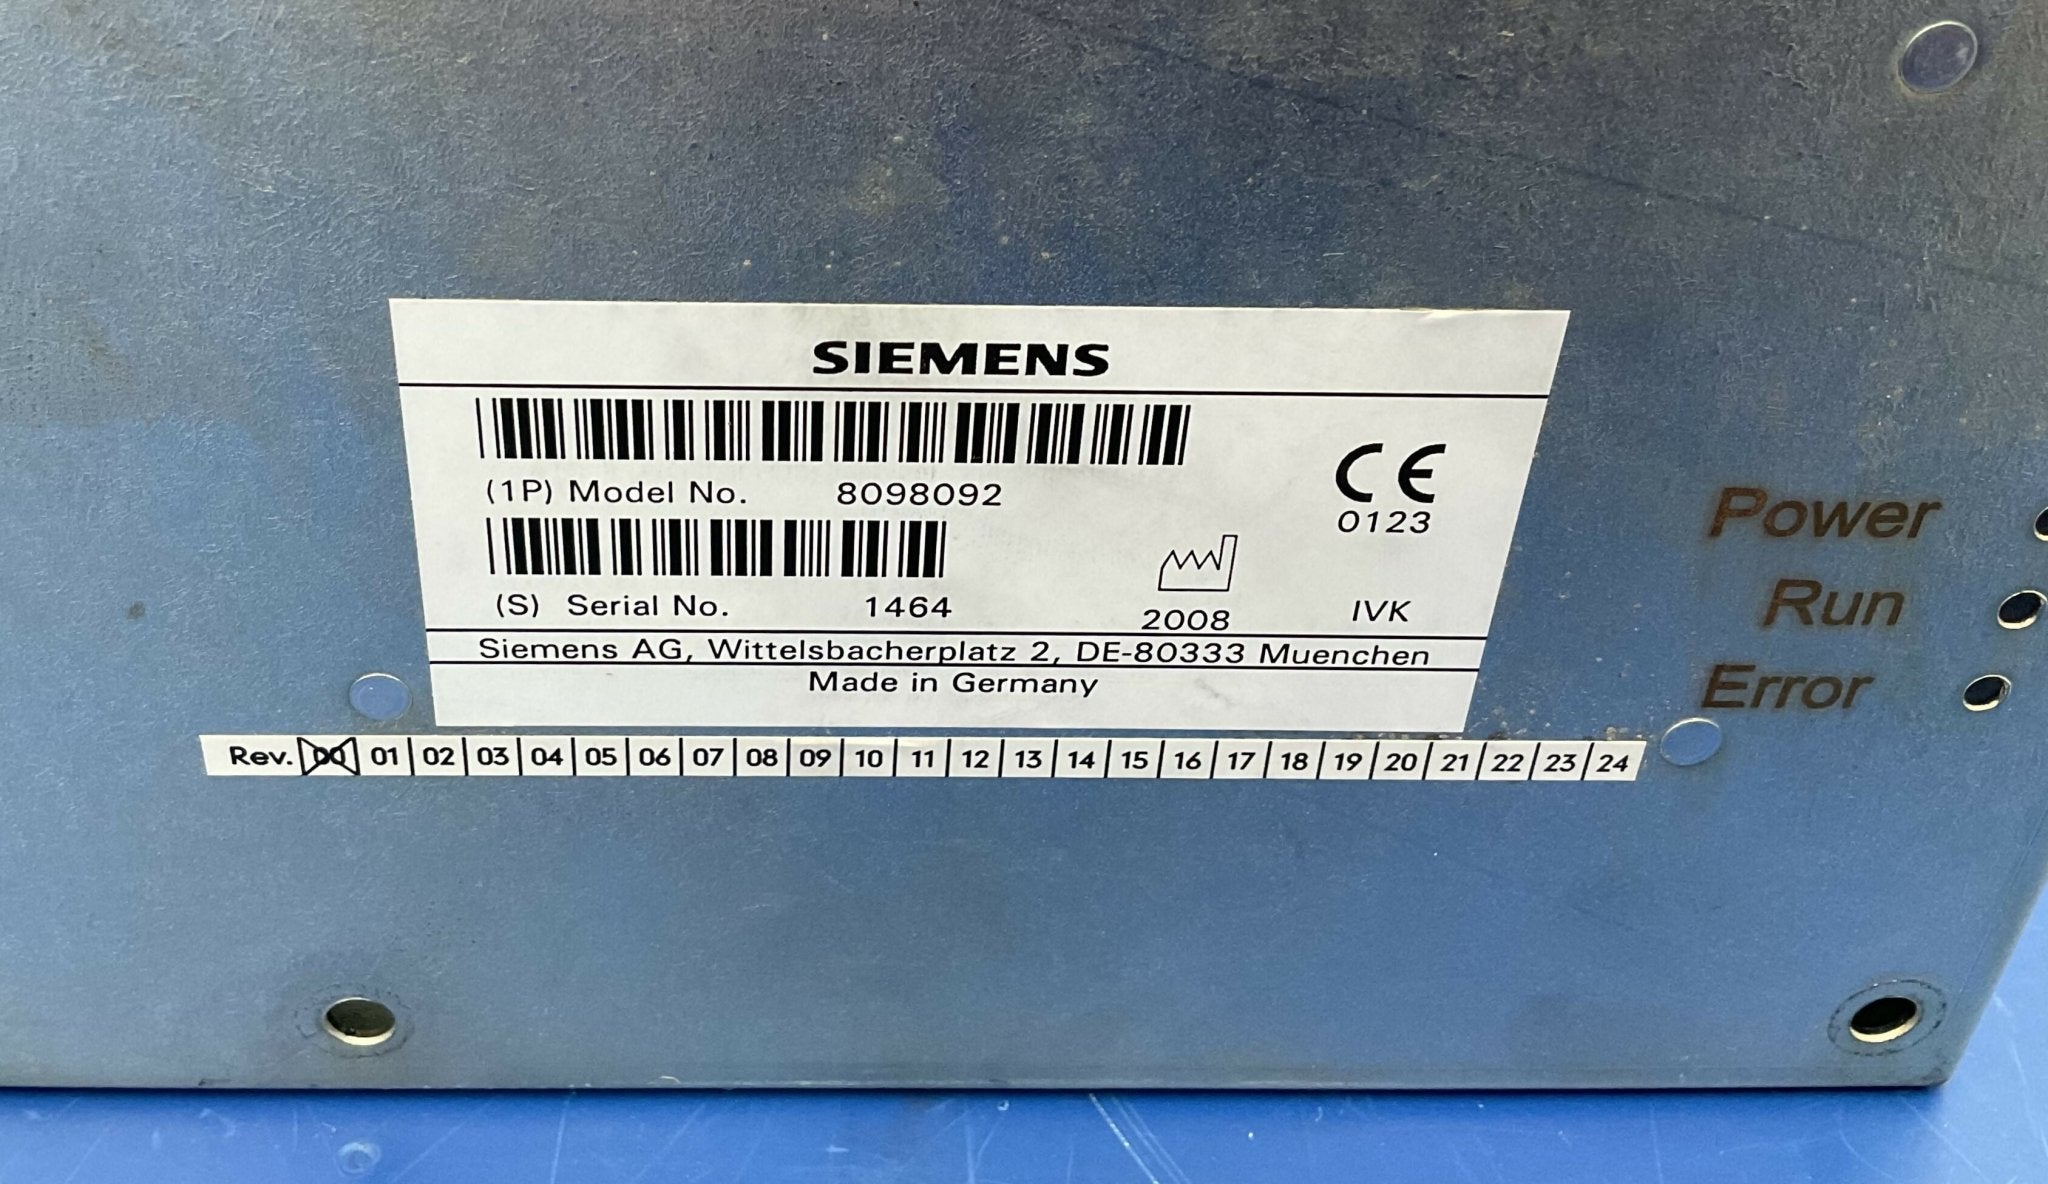 SIEMENS
(1P) Model No. 8098092
CE
0123
(S) Serial No. 1464
2008
IVK
Siemens AG, Wittelsbacherplatz 2, DE-80333 Muenchen
Made in Germany
Rev. 00 01 02 03 04 05 06 07 08 09 10 11 12 13 14 15 16 17 18 19 20 21 22 23 24
Power
Run
Error